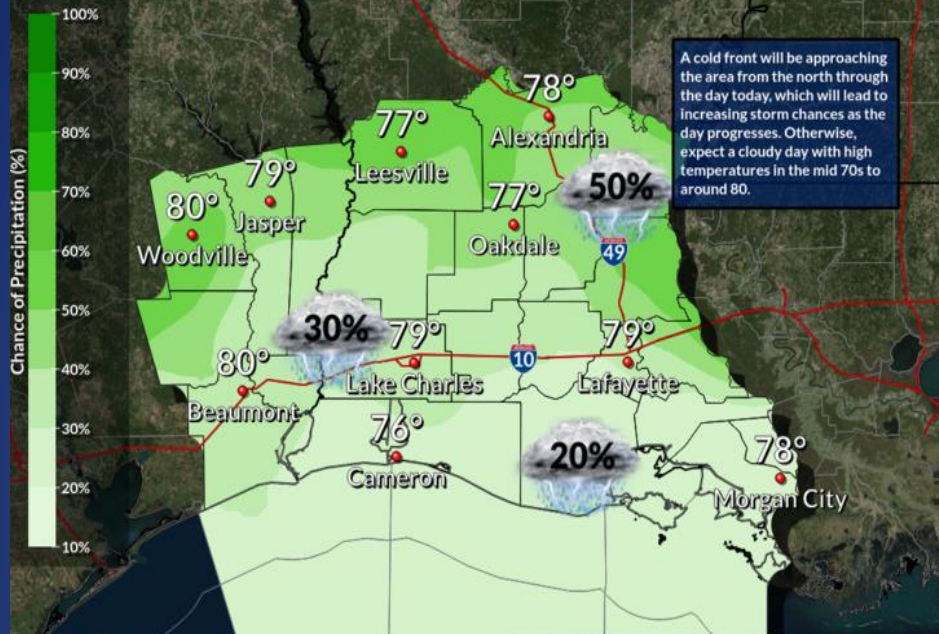 100%
90%
80%
70%
60%
50%
40%
30%
20%
10%
Chance of Precipitation (%)
A cold front will be approaching
the area from the north through
the day today, which will lead to
increasing storm chances as the
day progresses. Otherwise,
expect a cloudy day with high
temperatures in the mid 70s to
around 80.
78°
Alexandria
77°
Leesville
79°
Jasper
80°
Woodville
77°
Oakdale
50%
49
30%
79°
Lake Charles
10
79°
Lafayette
80°
Beaumont
76°
Cameron
20%
78°
Morgan City